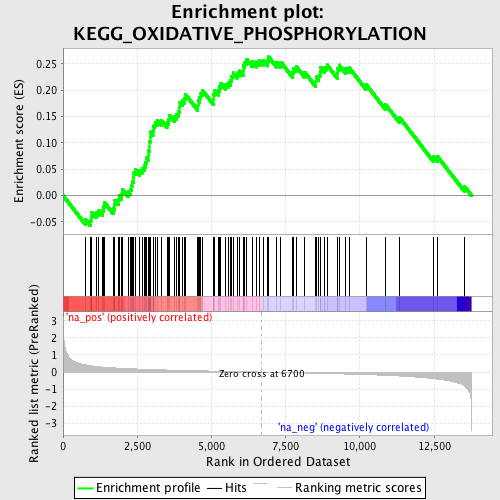 Enrichment plot:
KEGG_OXIDATIVE_PHOSPHORYLATION
Enrichment score (ES)
0.25
0.20
0.15
0.10
0.05
0.00
-0.05
'na_pos' (positively correlated)
Ranked list metric (PreRanked)
3
2
1
0
-1
-2
-3
Zero cross at 6700
'na_neg' (negatively correlated)
0
2,500
5,000
7,500
10,000
12,500
Rank in Ordered Dataset
Enrichment profile
Hits
Ranking metric scores